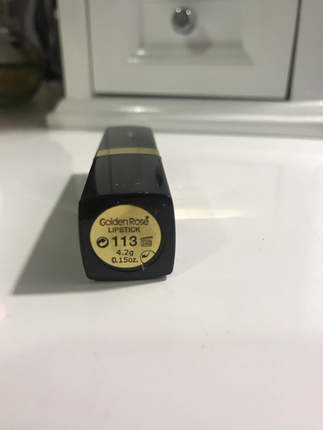 Golden Rose
LIPSTICK
113
4.2g
0.15oz.